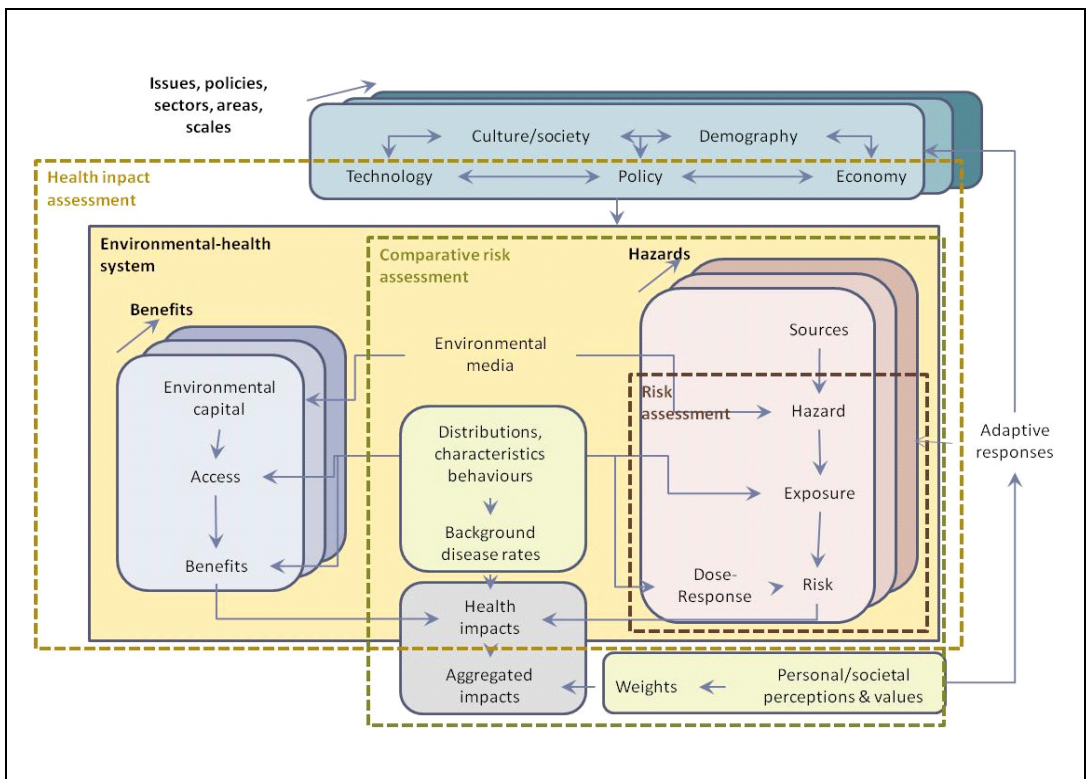 Issues, policies,
sectors, areas,
scales
Culture/society
Demography
Technology
Policy
Economy
Health inpact
assessment
Environmental-health
system
Comparative risk
assessment
Hazards
Benefits
Environmental
media
Sources
Environmental
capital
Risk
assessment
Hazard
Distributions,
characteristics
behaviours
Adaptive
responses
Access
Exposure
Background
disease rates
Benefits
Dose-
Response
Risk
Health
impacts
Aggregated
impacts
Weights
Personal/societal
perceptions & values